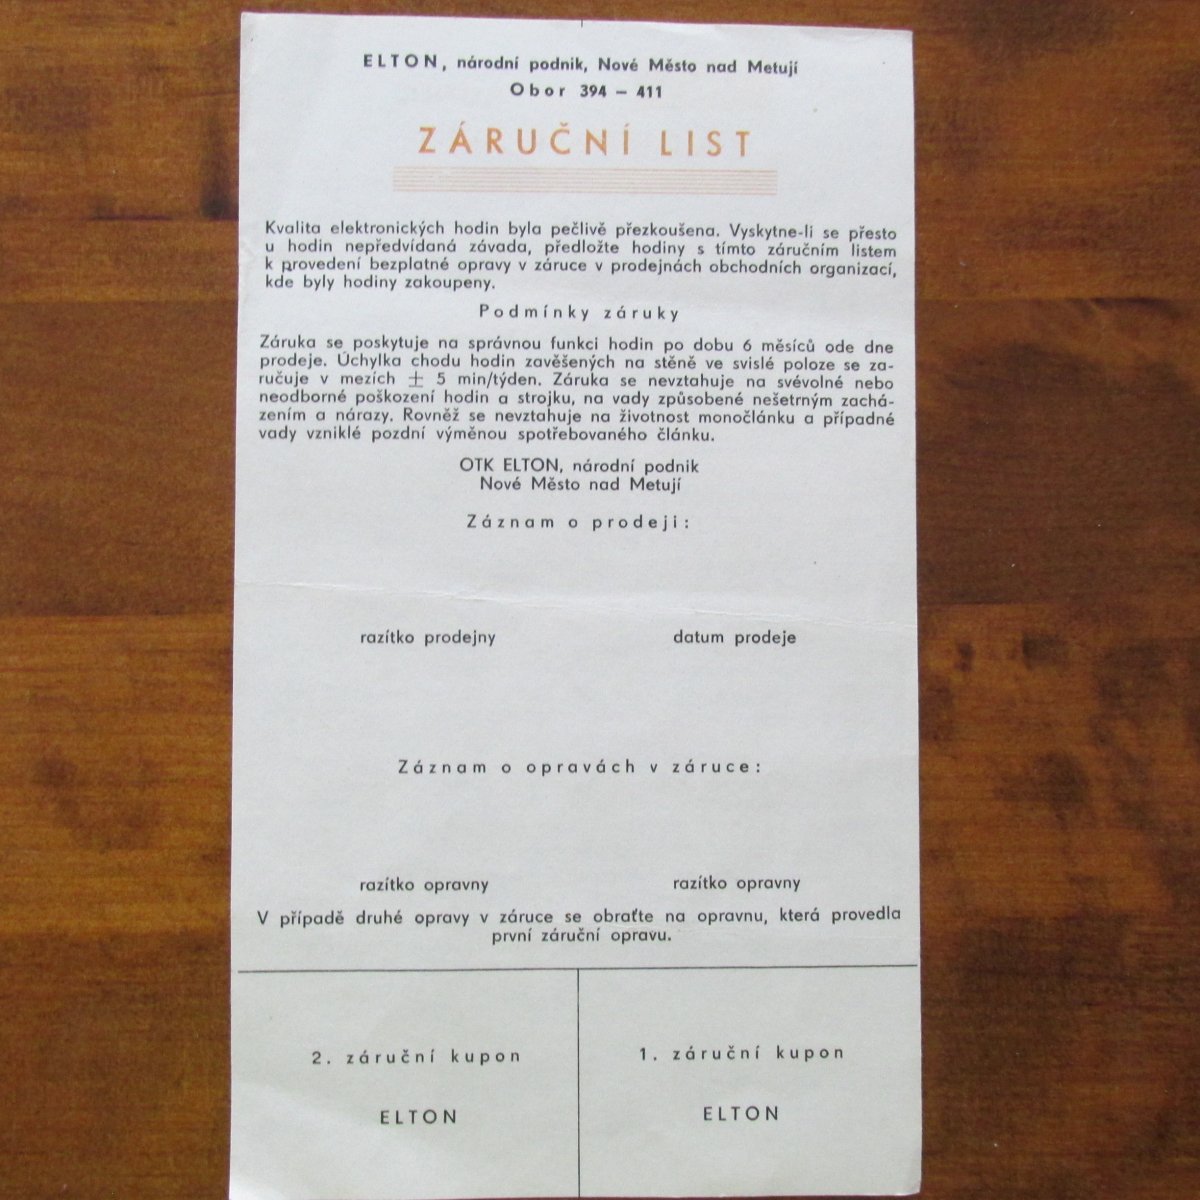 ELTON, národní podnik, Nové Město nad Metují
Obor 394 – 411
ZÁRUČNÍ LIST
Kvalita elektronických hodin byla pečlivě přezkoušena. Vyskytne-li se přesto
u hodin nepředvídaná závada, předložte hodiny s tímto záručním listem
k provedení bezplatné opravy v záruce v prodejnách obchodních organizací,
kde byly hodiny zakoupeny.
Podmínky záruky
Záruka se poskytuje na správnou funkci hodin po dobu 6 měsíců ode dne
prodeje. Úchylka chodu hodin zavěšených na stěně ve svislé poloze se za-
ručuje v mezích ± 5 min/týden. Záruka se nevztahuje na svévolné nebo
neodborné poškození hodin a strojku, na vady způsobené nešetrným zachá-
zením a nárazy. Rovněž se nevztahuje na životnost monočlánku a případné
vady vzniklé pozdní výměnou spotřebovaného článku.
OTK ELTON, národní podnik
Nové Město nad Metují
Záznam o prodeji:
razítko prodejny datum prodeje
Záznam o opravách v záruce:
razítko opravny razítko opravny
V případě druhé opravy v záruce se obraťte na opravnu, která provedla
první záruční opravu.
2. záruční kupon 1. záruční kupon
ELTON ELTON